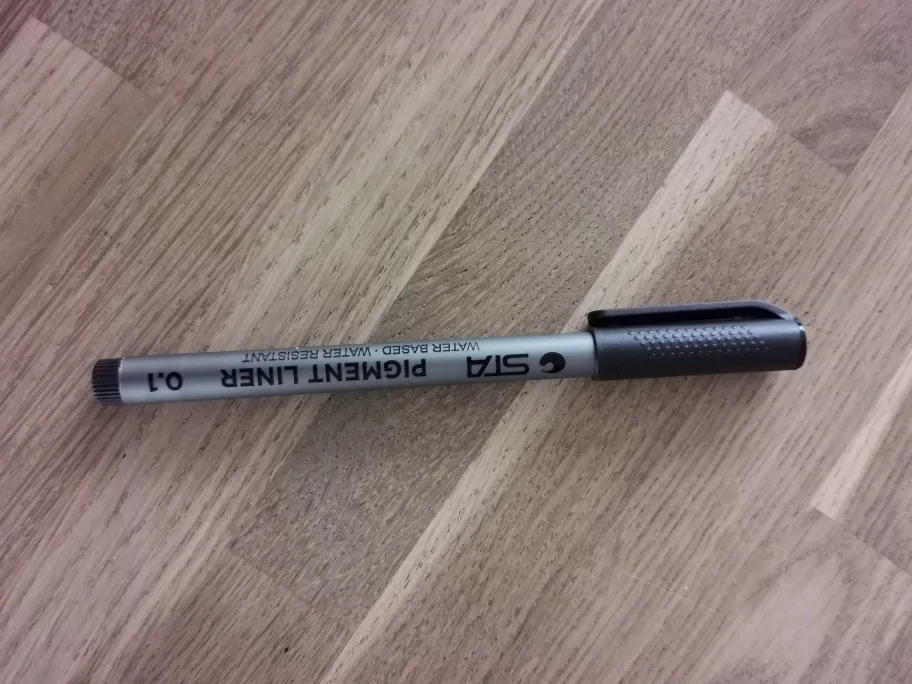 STA PIGMENT LINER 0.1
WATER BASED · WATER RESISTANT